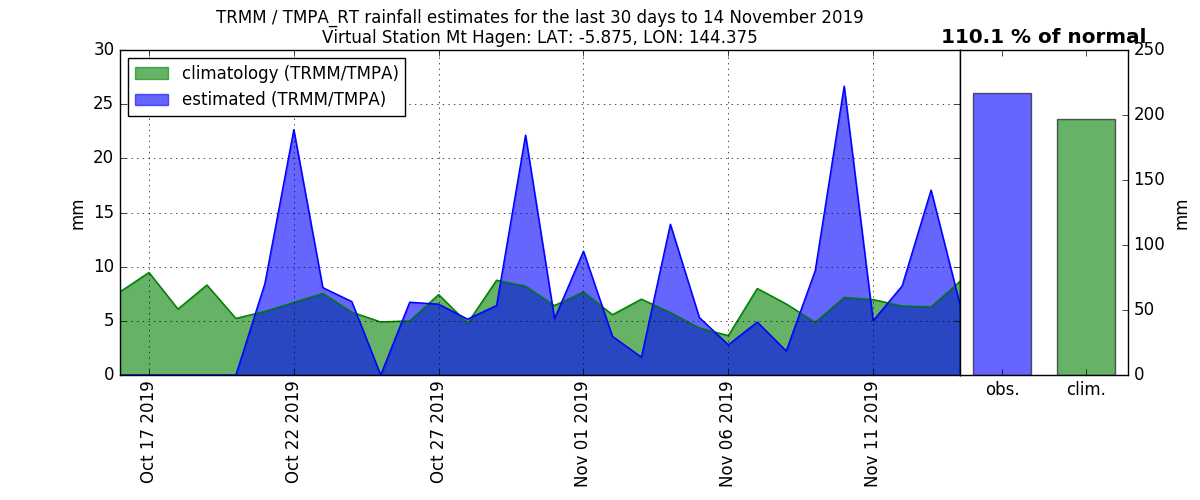 TRMM / TMPA_RT rainfall estimates for the last 30 days to 14 November 2019
Virtual Station Mt Hagen: LAT: -5.875, LON: 144.375
110.1 % of normal
climatology (TRMM/TMPA)
estimated (TRMM/TMPA)
30
25
20
15
10
5
0
mm
250
200
150
100
50
0
mm
Oct 17 2019
Oct 22 2019
Oct 27 2019
Nov 01 2019
Nov 06 2019
Nov 11 2019
obs.
clim.